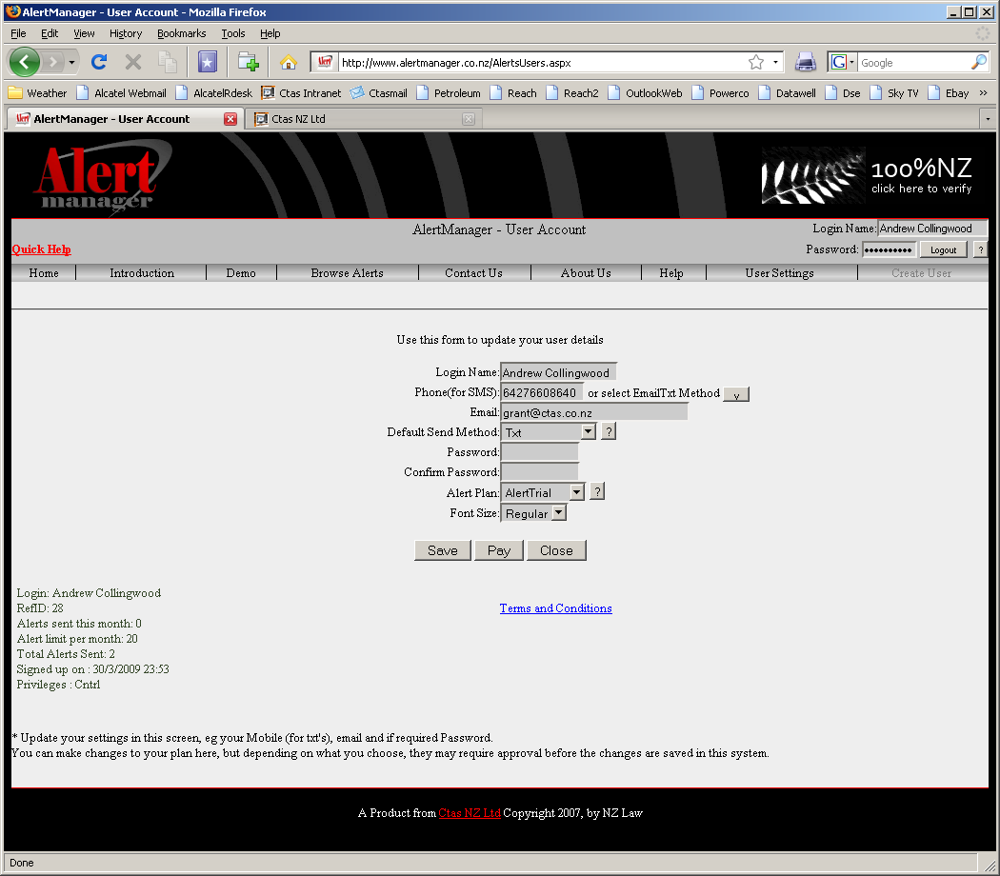 AlertManager - User Account - Mozilla Firefox
File Edit View History Bookmarks Tools Help
http://www.alertmanager.co.nz/AlertsUsers.aspx
G Google
Weather Alcatel Webmail AlcatelRdesk Ctas Intranet Ctasmail Petroleum Reach Reach2 OutlookWeb Powerco Datawell Dse Sky TV Ebay »
AlertManager - User Account
Ctas NZ Ltd
Alert
manager
100%NZ
click here to verify
AlertManager - User Account
Login Name: Andrew Collingwood
Quick Help
Password: •••••••••• Logout ?
Home Introduction Demo Browse Alerts Contact Us About Us Help User Settings Create User
Use this form to update your user details
Login Name: Andrew Collingwood
Phone(for SMS): 64276608640 or select EmailTxt Method v
Email: grant@ctas.co.nz
Default Send Method: Txt ?
Password:
Confirm Password:
Alert Plan: AlertTrial ?
Font Size: Regular
Save Pay Close
Login: Andrew Collingwood
RefID: 28
Terms and Conditions
Alerts sent this month: 0
Alert limit per month: 20
Total Alerts Sent: 2
Signed up on : 30/3/2009 23:53
Privileges : Cntrl
* Update your settings in this screen, eg your Mobile (for txt's), email and if required Password.
You can make changes to your plan here, but depending on what you choose, they may require approval before the changes are saved in this system.
A Product from Ctas NZ Ltd Copyright 2007, by NZ Law
Done